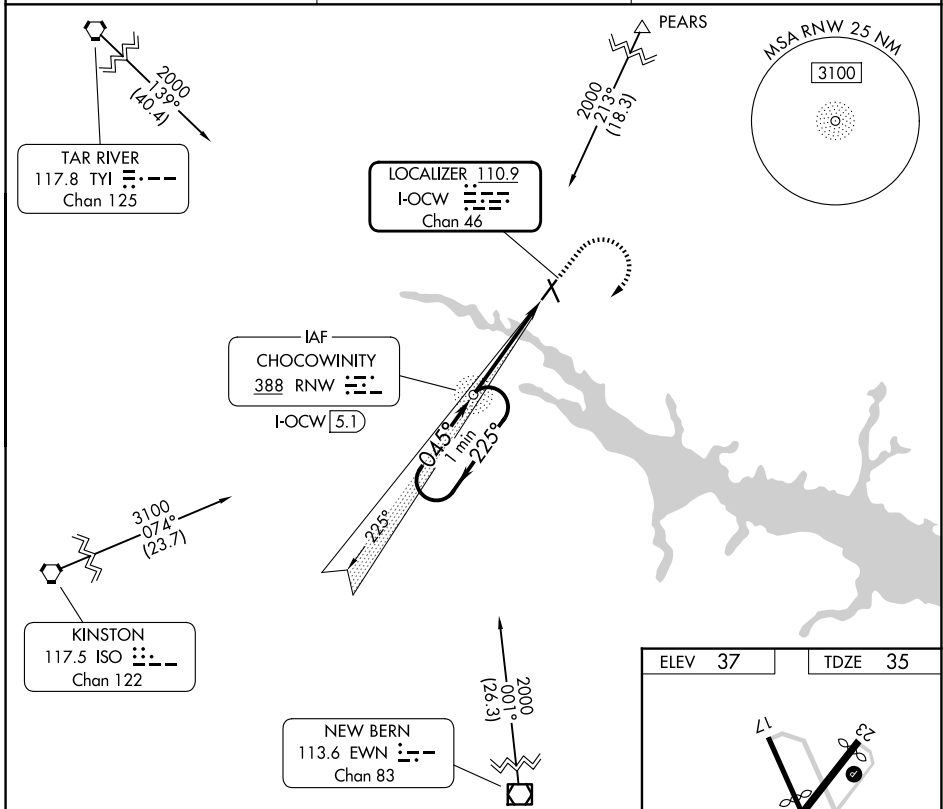 PEARS
MSA RNW 25 NM
3100
2000
139°
(40.4)
2000
213°
(18.3)
TAR RIVER
117.8 TYI
Chan 125
LOCALIZER 110.9
I-OCW
Chan 46
IAF
CHOCOWINITY
388 RNW
I-OCW 5.1
045°
1 min
225°
225°
3100
074°
(23.7)
KINSTON
117.5 ISO
Chan 122
2000
001°
(26.3)
NEW BERN
113.6 EWN
Chan 83
ELEV 37
TDZE 35
17
23
P